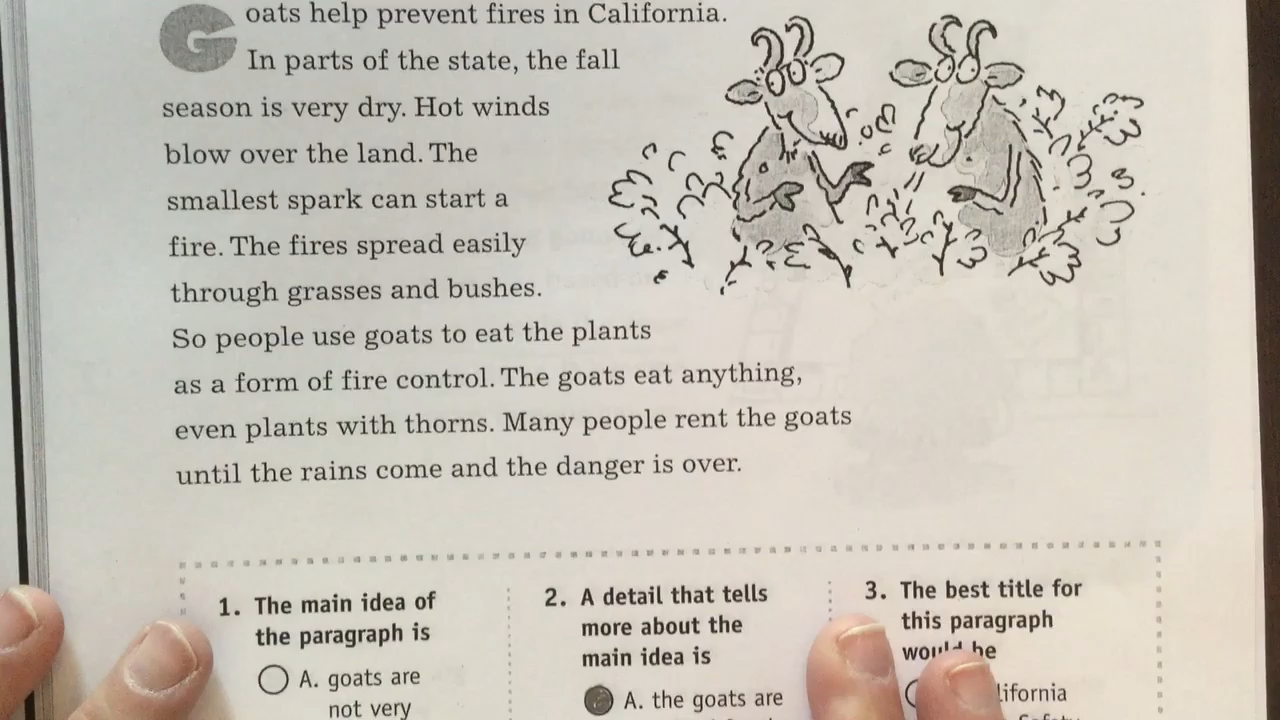 Goats help prevent fires in California.
In parts of the state, the fall
season is very dry. Hot winds
blow over the land. The
smallest spark can start a
fire. The fires spread easily
through grasses and bushes.
So people use goats to eat the plants
as a form of fire control. The goats eat anything,
even plants with thorns. Many people rent the goats
until the rains come and the danger is over.
1. The main idea of
the paragraph is
A. goats are
not very
2. A detail that tells
more about the
main idea is
A. the goats are
3. The best title for
this paragraph
would be